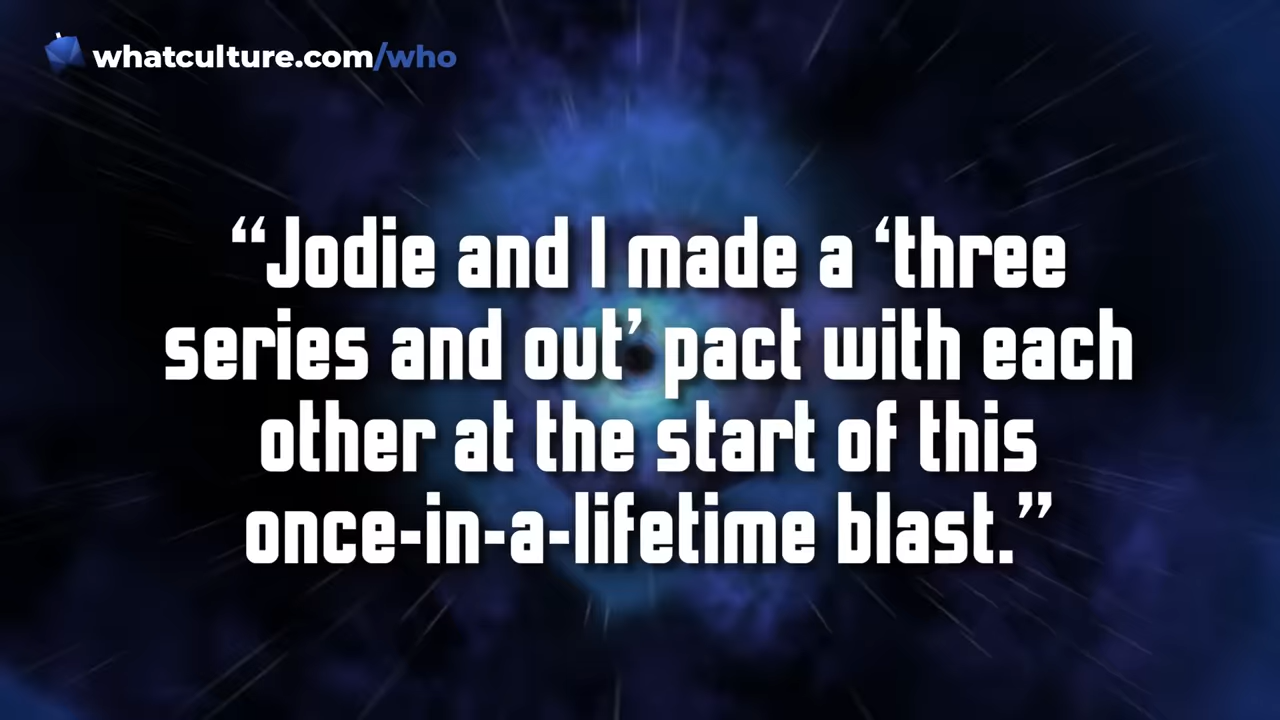 whatculture.com/who
“Jodie and I made a ‘three
series and out’ pact with each
other at the start of this
once-in-a-lifetime blast.”